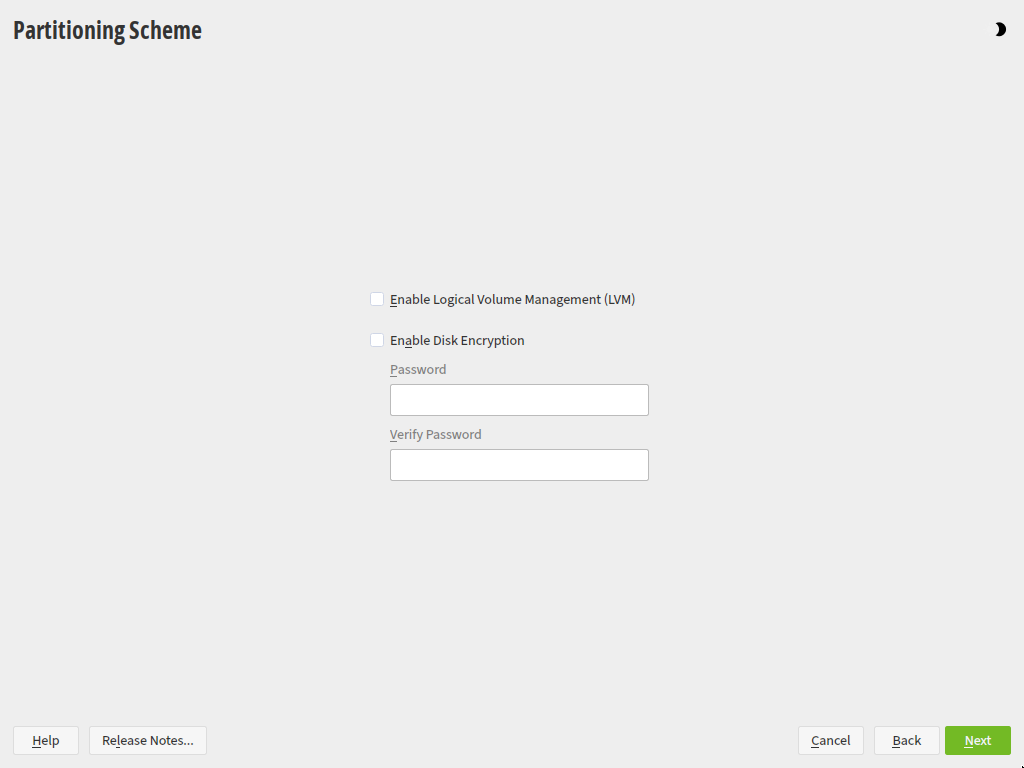 Partitioning Scheme
Enable Logical Volume Management (LVM)
Enable Disk Encryption
Password
Verify Password
Help
Release Notes...
Cancel
Back
Next